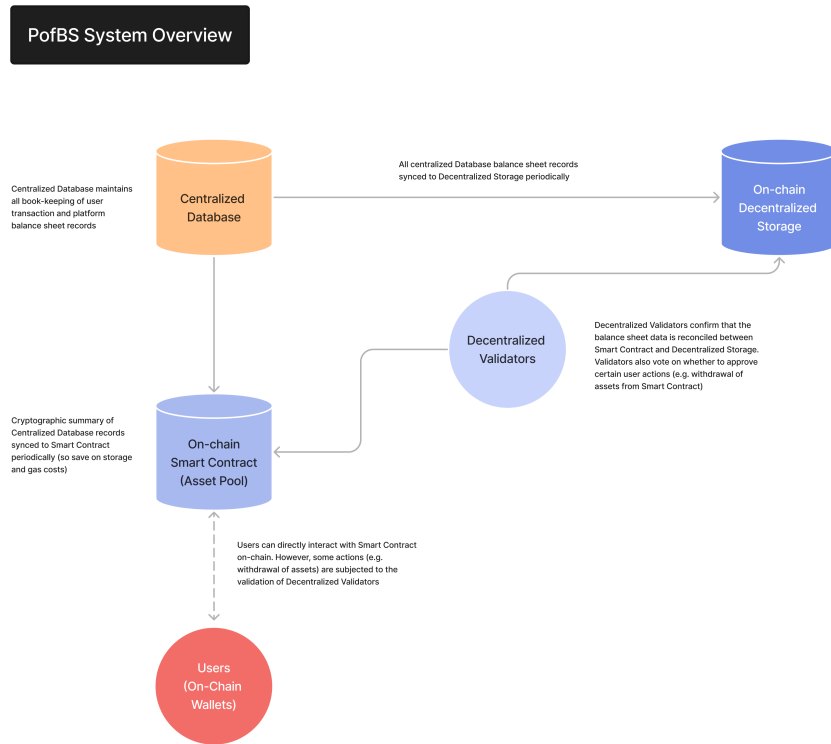 PofBS System Overview
All centralized Database balance sheet records
synced to Decentralized Storage periodically
Centralized Database maintains
all book-keeping of user
transaction and platform
balance sheet records
Centralized
Database
On-chain
Decentralized
Storage
Decentralized
Validators
Decentralized Validators confirm that the
balance sheet data is reconciled between
Smart Contract and Decentralized Storage.
Validators also vote on whether to approve
certain user actions (e.g. withdrawal of
assets from Smart Contract)
Cryptographic summary of
Centralized Database records
synced to Smart Contract
periodically (so save on storage
and gas costs)
On-chain
Smart Contract
(Asset Pool)
Users can directly interact with Smart Contract
on-chain. However, some actions (e.g.
withdrawal of assets) are subjected to the
validation of Decentralized Validators
Users
(On-Chain
Wallets)